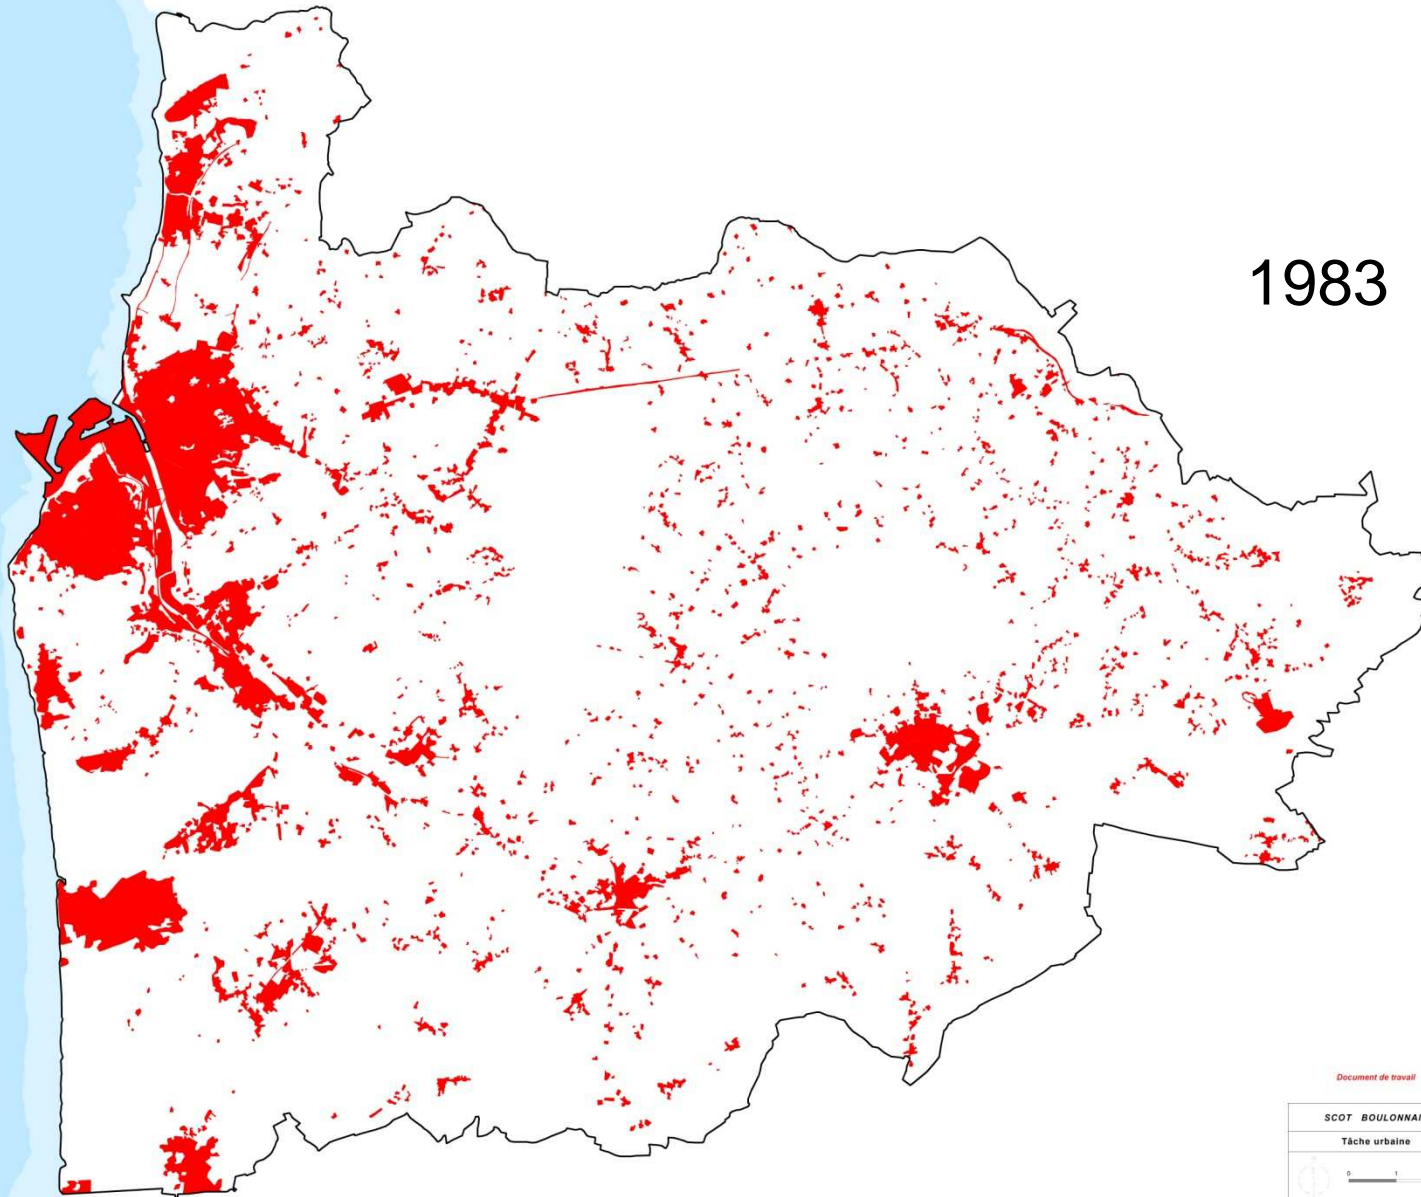 1983
Document de travail
SCOT BOULONNAI
Tâche urbaine
0 1